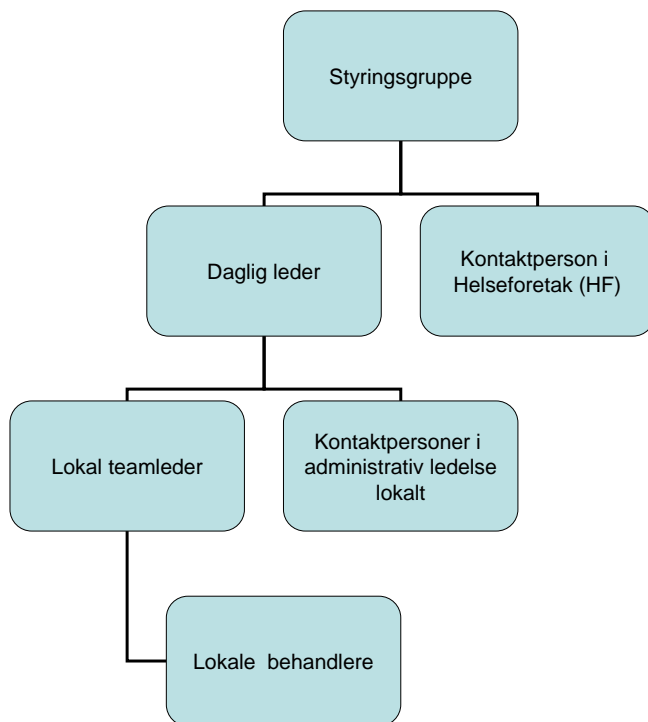 Styringsgruppe
Daglig leder
Kontaktperson i
Helseforetak (HF)
Lokal teamleder
Kontaktpersoner i
administrativ ledelse
lokalt
Lokale  behandlere